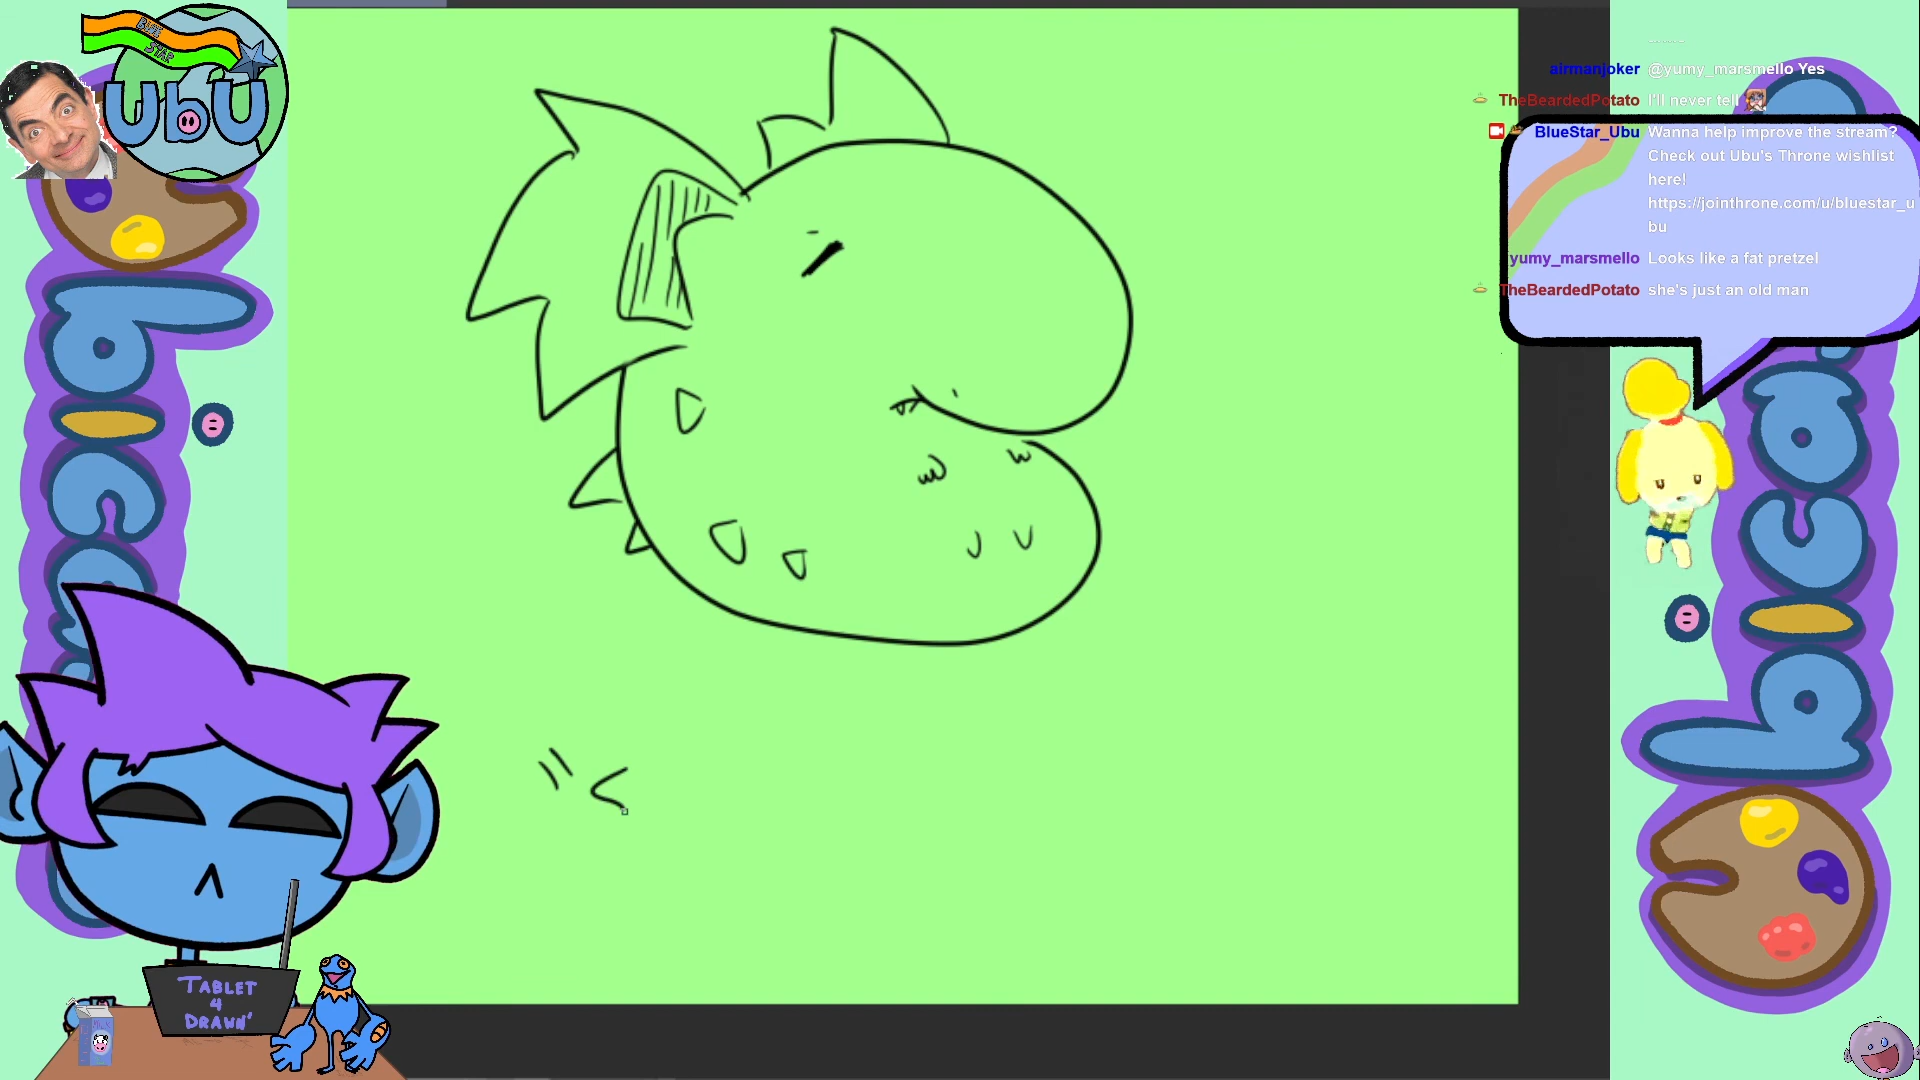 BLUE
STAR
UbU
airmanjoker @yumy_marsmello Yes
TheBeardedPotato I'll never tell
BlueStar_Ubu Wanna help improve the stream?
Check out Ubu's Throne wishlist
here!
https://jointhrone.com/u/bluestar_u
bu
yumy_marsmello Looks like a fat pretzel
TheBeardedPotato she's just an old man
TABLET
4
DRAWN'